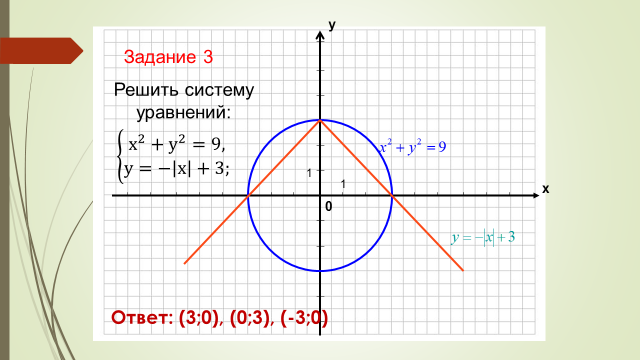 y
Задание 3
Решить систему
уравнений:
x² + y² = 9,
y = −|x| + 3;
x² + y² = 9
1
1
x
0
y = −|x| + 3
Ответ: (3;0), (0;3), (-3;0)